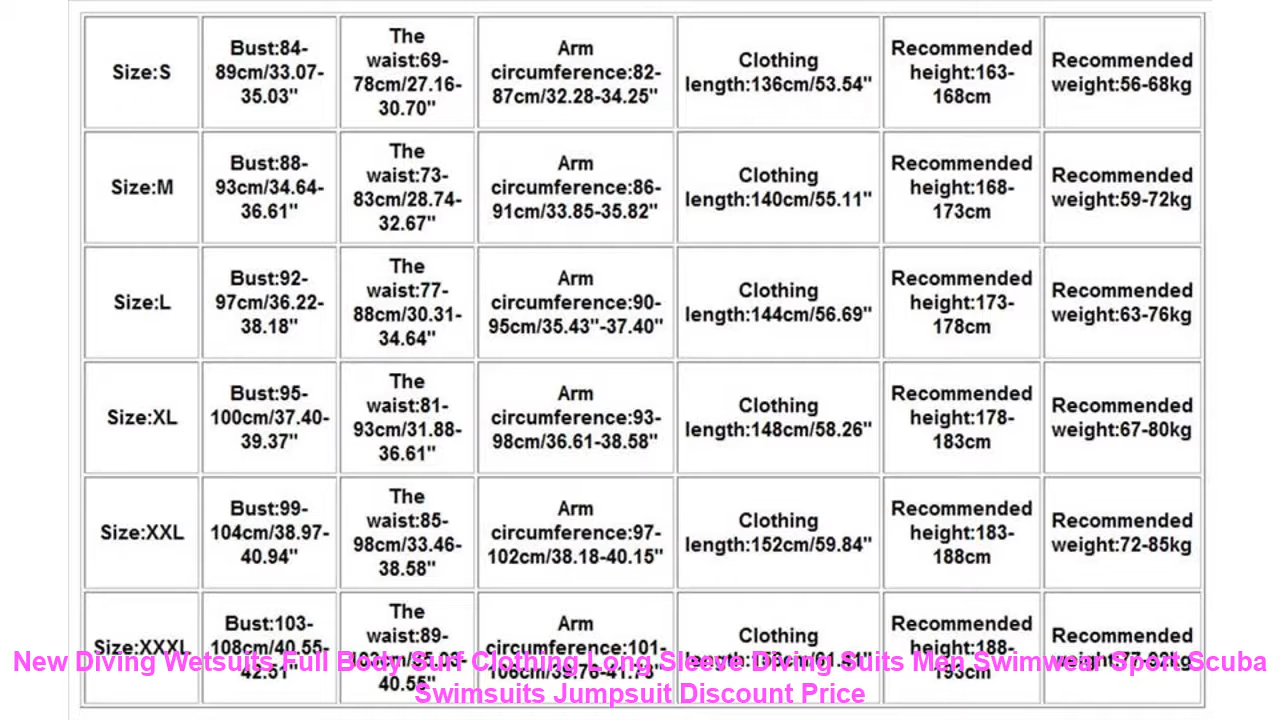 Size:S
Bust:84-
89cm/33.07-
35.03"
The
waist:69-
78cm/27.16-
30.70"
Arm
circumference:82-
87cm/32.28-34.25"
Clothing
length:136cm/53.54"
Recommended
height:163-
168cm
Recommended
weight:56-68kg
Size:M
Bust:88-
93cm/34.64-
36.61"
The
waist:73-
83cm/28.74-
32.67"
Arm
circumference:86-
91cm/33.85-35.82"
Clothing
length:140cm/55.11"
Recommended
height:168-
173cm
Recommended
weight:59-72kg
Size:L
Bust:92-
97cm/36.22-
38.18"
The
waist:77-
88cm/30.31-
34.64"
Arm
circumference:90-
95cm/35.43"-37.40"
Clothing
length:144cm/56.69"
Recommended
height:173-
178cm
Recommended
weight:63-76kg
Size:XL
Bust:95-
100cm/37.40-
39.37"
The
waist:81-
93cm/31.88-
36.61"
Arm
circumference:93-
98cm/36.61-38.58"
Clothing
length:148cm/58.26"
Recommended
height:178-
183cm
Recommended
weight:67-80kg
Size:XXL
Bust:99-
104cm/38.97-
40.94"
The
waist:85-
98cm/33.46-
38.58"
Arm
circumference:97-
102cm/38.18-40.15"
Clothing
length:152cm/59.84"
Recommended
height:183-
188cm
Recommended
weight:72-85kg
Size:XXXL
Bust:103-
108cm/40.55-
42.51"
The
waist:89-
40.55"
Arm
circumference:101-
Clothing
Recommended
height:188-
193cm
Recommended
New Diving Wetsuits Full Body Surf Clothing Long Sleeve Diving Suits Men Swimwear Sport Scuba
Swimsuits Jumpsuit Discount Price